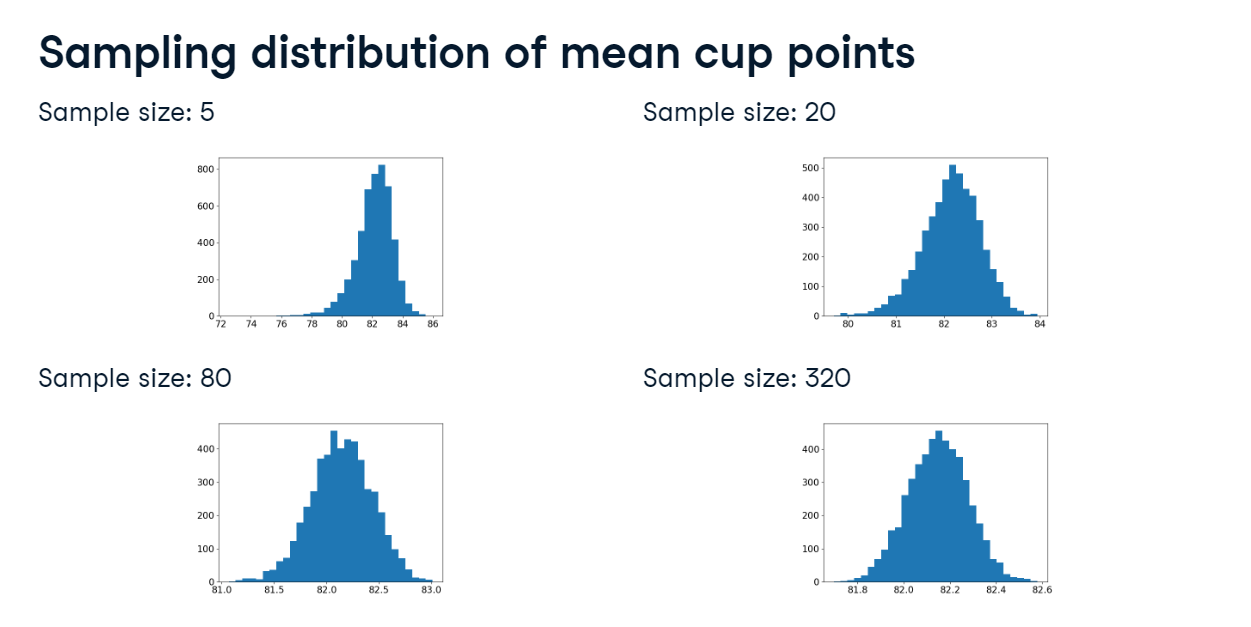 Sampling distribution of mean cup points
Sample size: 5
800
600
400
200
0
72 74 76 78 80 82 84 86
Sample size: 20
500
400
300
200
100
0
80 81 82 83 84
Sample size: 80
400
300
200
100
0
81.0 81.5 82.0 82.5 83.0
Sample size: 320
400
300
200
100
0
81.8 82.0 82.2 82.4 82.6